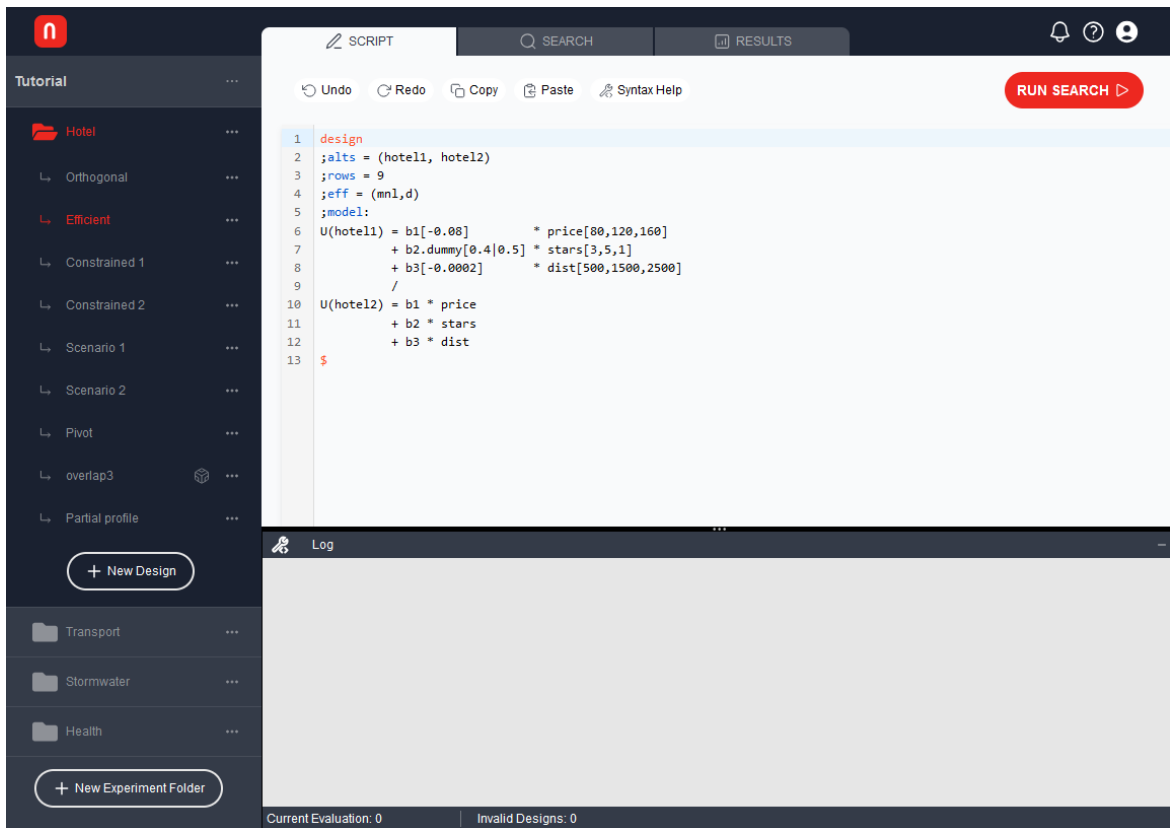 n
SCRIPT
SEARCH
RESULTS
Tutorial
Undo
Redo
Copy
Paste
Syntax Help
RUN SEARCH
Hotel
Orthogonal
Efficient
Constrained 1
Constrained 2
Scenario 1
Scenario 2
Pivot
overlap3
Partial profile
+ New Design
Transport
Stormwater
Health
+ New Experiment Folder
1 design
2 ;alts = (hotel1, hotel2)
3 ;rows = 9
4 ;eff = (mnl,d)
5 ;model:
6 U(hotel1) = b1[-0.08] * price[80,120,160]
7 + b2.dummy[0.4|0.5] * stars[3,5,1]
8 + b3[-0.0002] * dist[500,1500,2500]
9 /
10 U(hotel2) = b1 * price
11 + b2 * stars
12 + b3 * dist
13 $
Log
Current Evaluation: 0
Invalid Designs: 0